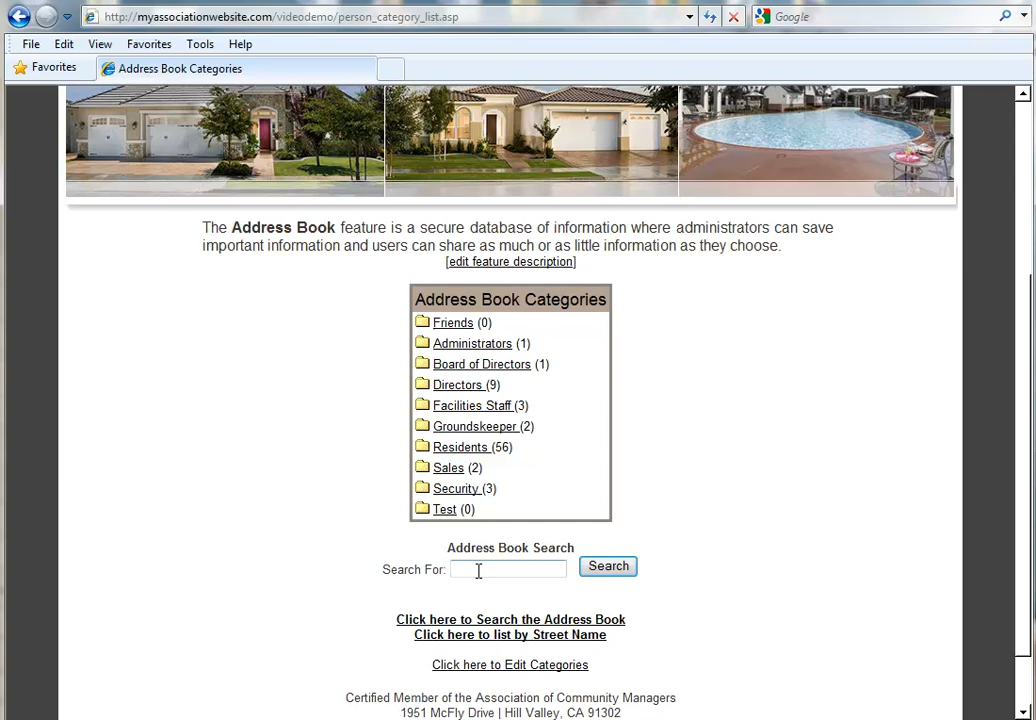 http://myassociationwebsite.com/videodemo/person_category_list.asp
Google
File Edit View Favorites Tools Help
Favorites
Address Book Categories
The Address Book feature is a secure database of information where administrators can save
important information and users can share as much or as little information as they choose.
[edit feature description]
Address Book Categories
Friends (0)
Administrators (1)
Board of Directors (1)
Directors (9)
Facilities Staff (3)
Groundskeeper (2)
Residents (56)
Sales (2)
Security (3)
Test (0)
Address Book Search
Search For:
Search
Click here to Search the Address Book
Click here to list by Street Name
Click here to Edit Categories
Certified Member of the Association of Community Managers
1951 McFly Drive | Hill Valley, CA 91302